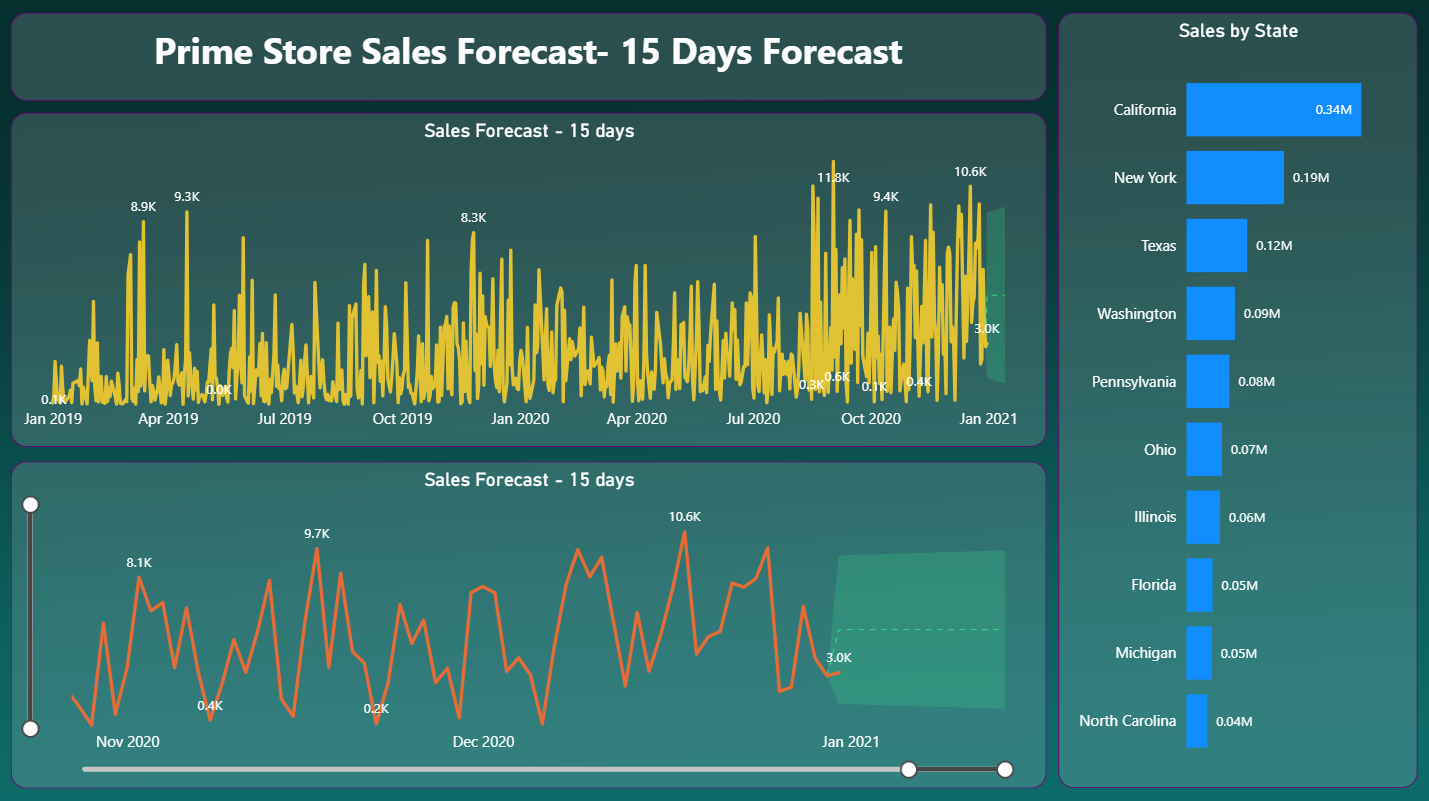 Prime Store Sales Forecast- 15 Days Forecast
Sales Forecast - 15 days
11.8K
10.6K
9.3K
9.4K
8.9K
8.3K
3.0K
0.3K
0.6K
0.1K
0.4K
0.0K
0.1K
Jan 2019
Apr 2019
Jul 2019
Oct 2019
Jan 2020
Apr 2020
Jul 2020
Oct 2020
Jan 2021
Sales Forecast - 15 days
10.6K
9.7K
8.1K
3.0K
0.4K
0.2K
Nov 2020
Dec 2020
Jan 2021
Sales by State
California 0.34M
New York 0.19M
Texas 0.12M
Washington 0.09M
Pennsylvania 0.08M
Ohio 0.07M
Illinois 0.06M
Florida 0.05M
Michigan 0.05M
North Carolina 0.04M